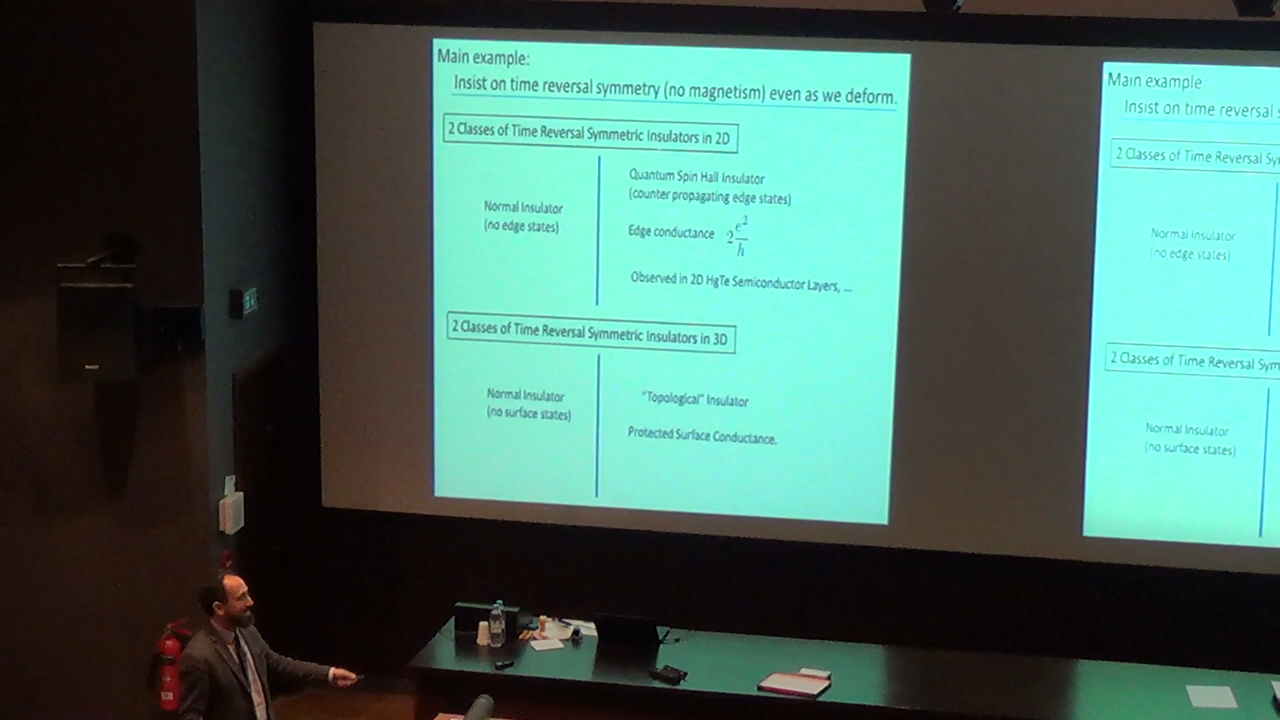 Main example:
Insist on time reversal symmetry (no magnetism) even as we deform.
2 Classes of Time Reversal Symmetric Insulators in 2D
Normal Insulator
(no edge states)
Quantum Spin Hall Insulator
(counter propagating edge states)
Edge conductance 2 e²/h
Observed in 2D HgTe Semiconductor Layers, ...
2 Classes of Time Reversal Symmetric Insulators in 3D
Normal Insulator
(no surface states)
"Topological" Insulator
Protected Surface Conductance.
Main example:
Insist on time reversal s
2 Classes of Time Reversal Sy
Normal Insulator
(no edge states)
2 Classes of Time Reversal Sym
Normal Insulator
(no surface states)